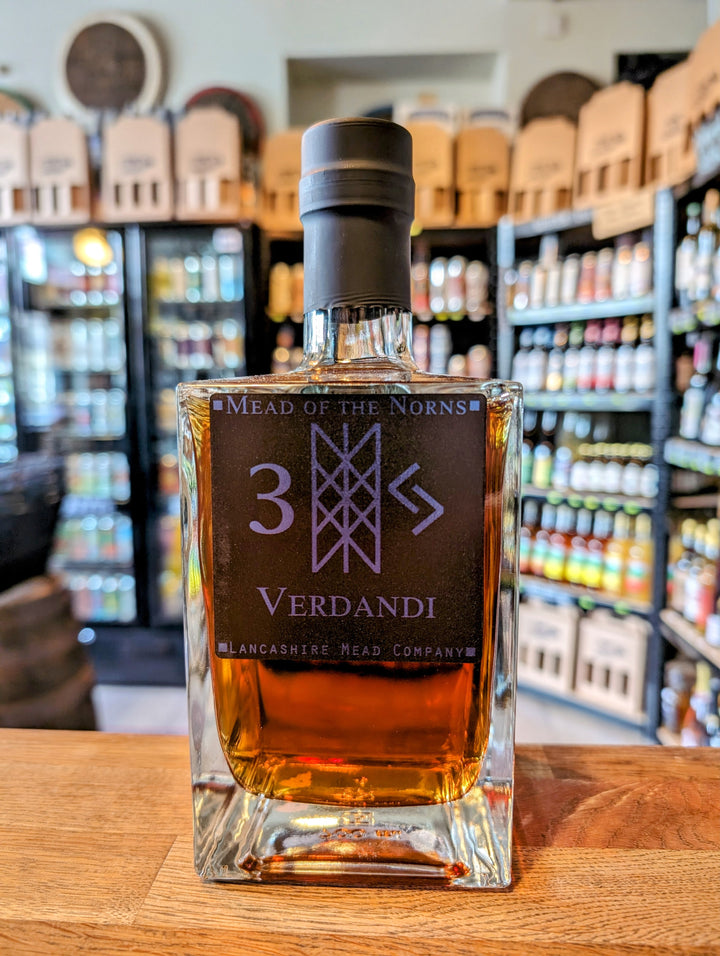 Mead of the Norns
3
Verdandi
Lancashire Mead Company